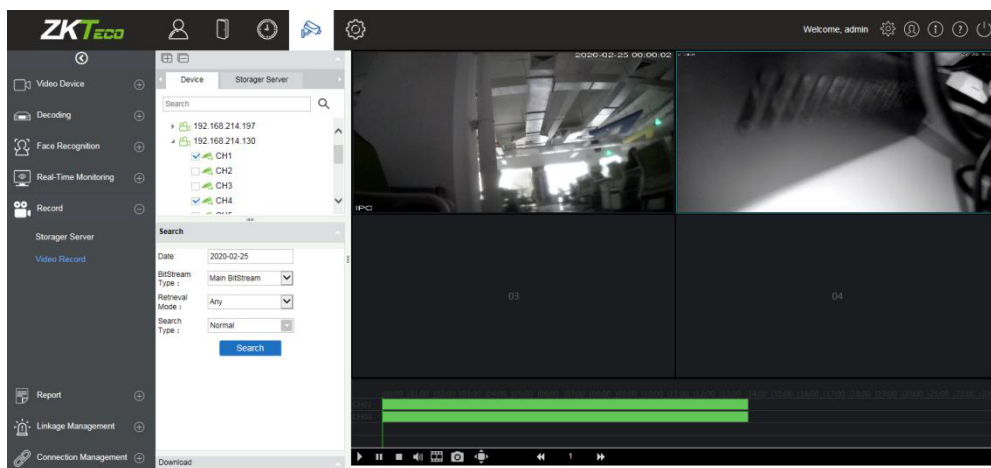 ZKTeco
Welcome, admin
Video Device
Decoding
Face Recognition
Real-Time Monitoring
Record
Storager Server
Video Record
Report
Linkage Management
Connection Management
Device
Storager Server
Search
192.168.214.197
192.168.214.130
CH1
CH2
CH3
CH4
Search
Date:
2020-02-25
BitStream Type :
Main BitStream
Retrieval Mode :
Any
Search Type :
Normal
Search
Download
2020-02-25 00:00:02
IPC
03
04
1